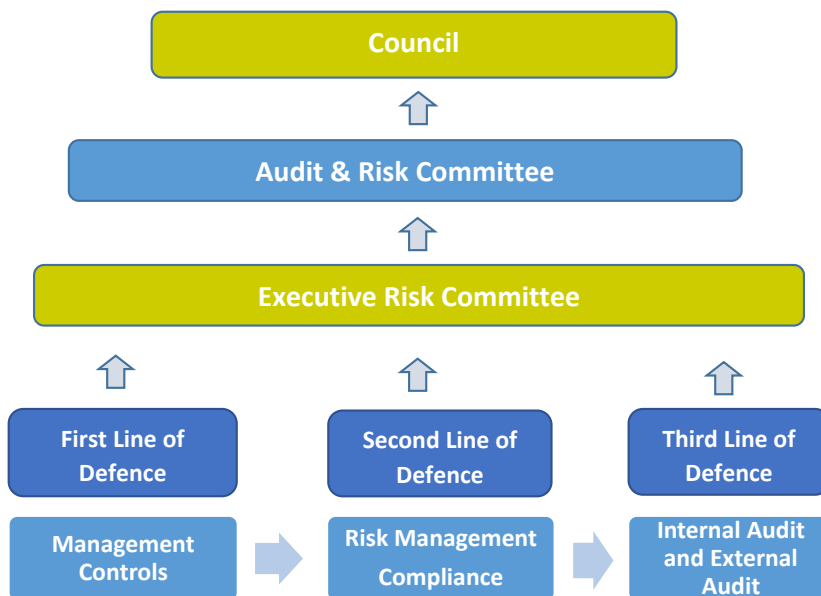 Council
Audit & Risk Committee
Executive Risk Committee
First Line of
Defence
Second Line of
Defence
Third Line of
Defence
Management
Controls
Risk Management
Compliance
Internal Audit
and External
Audit